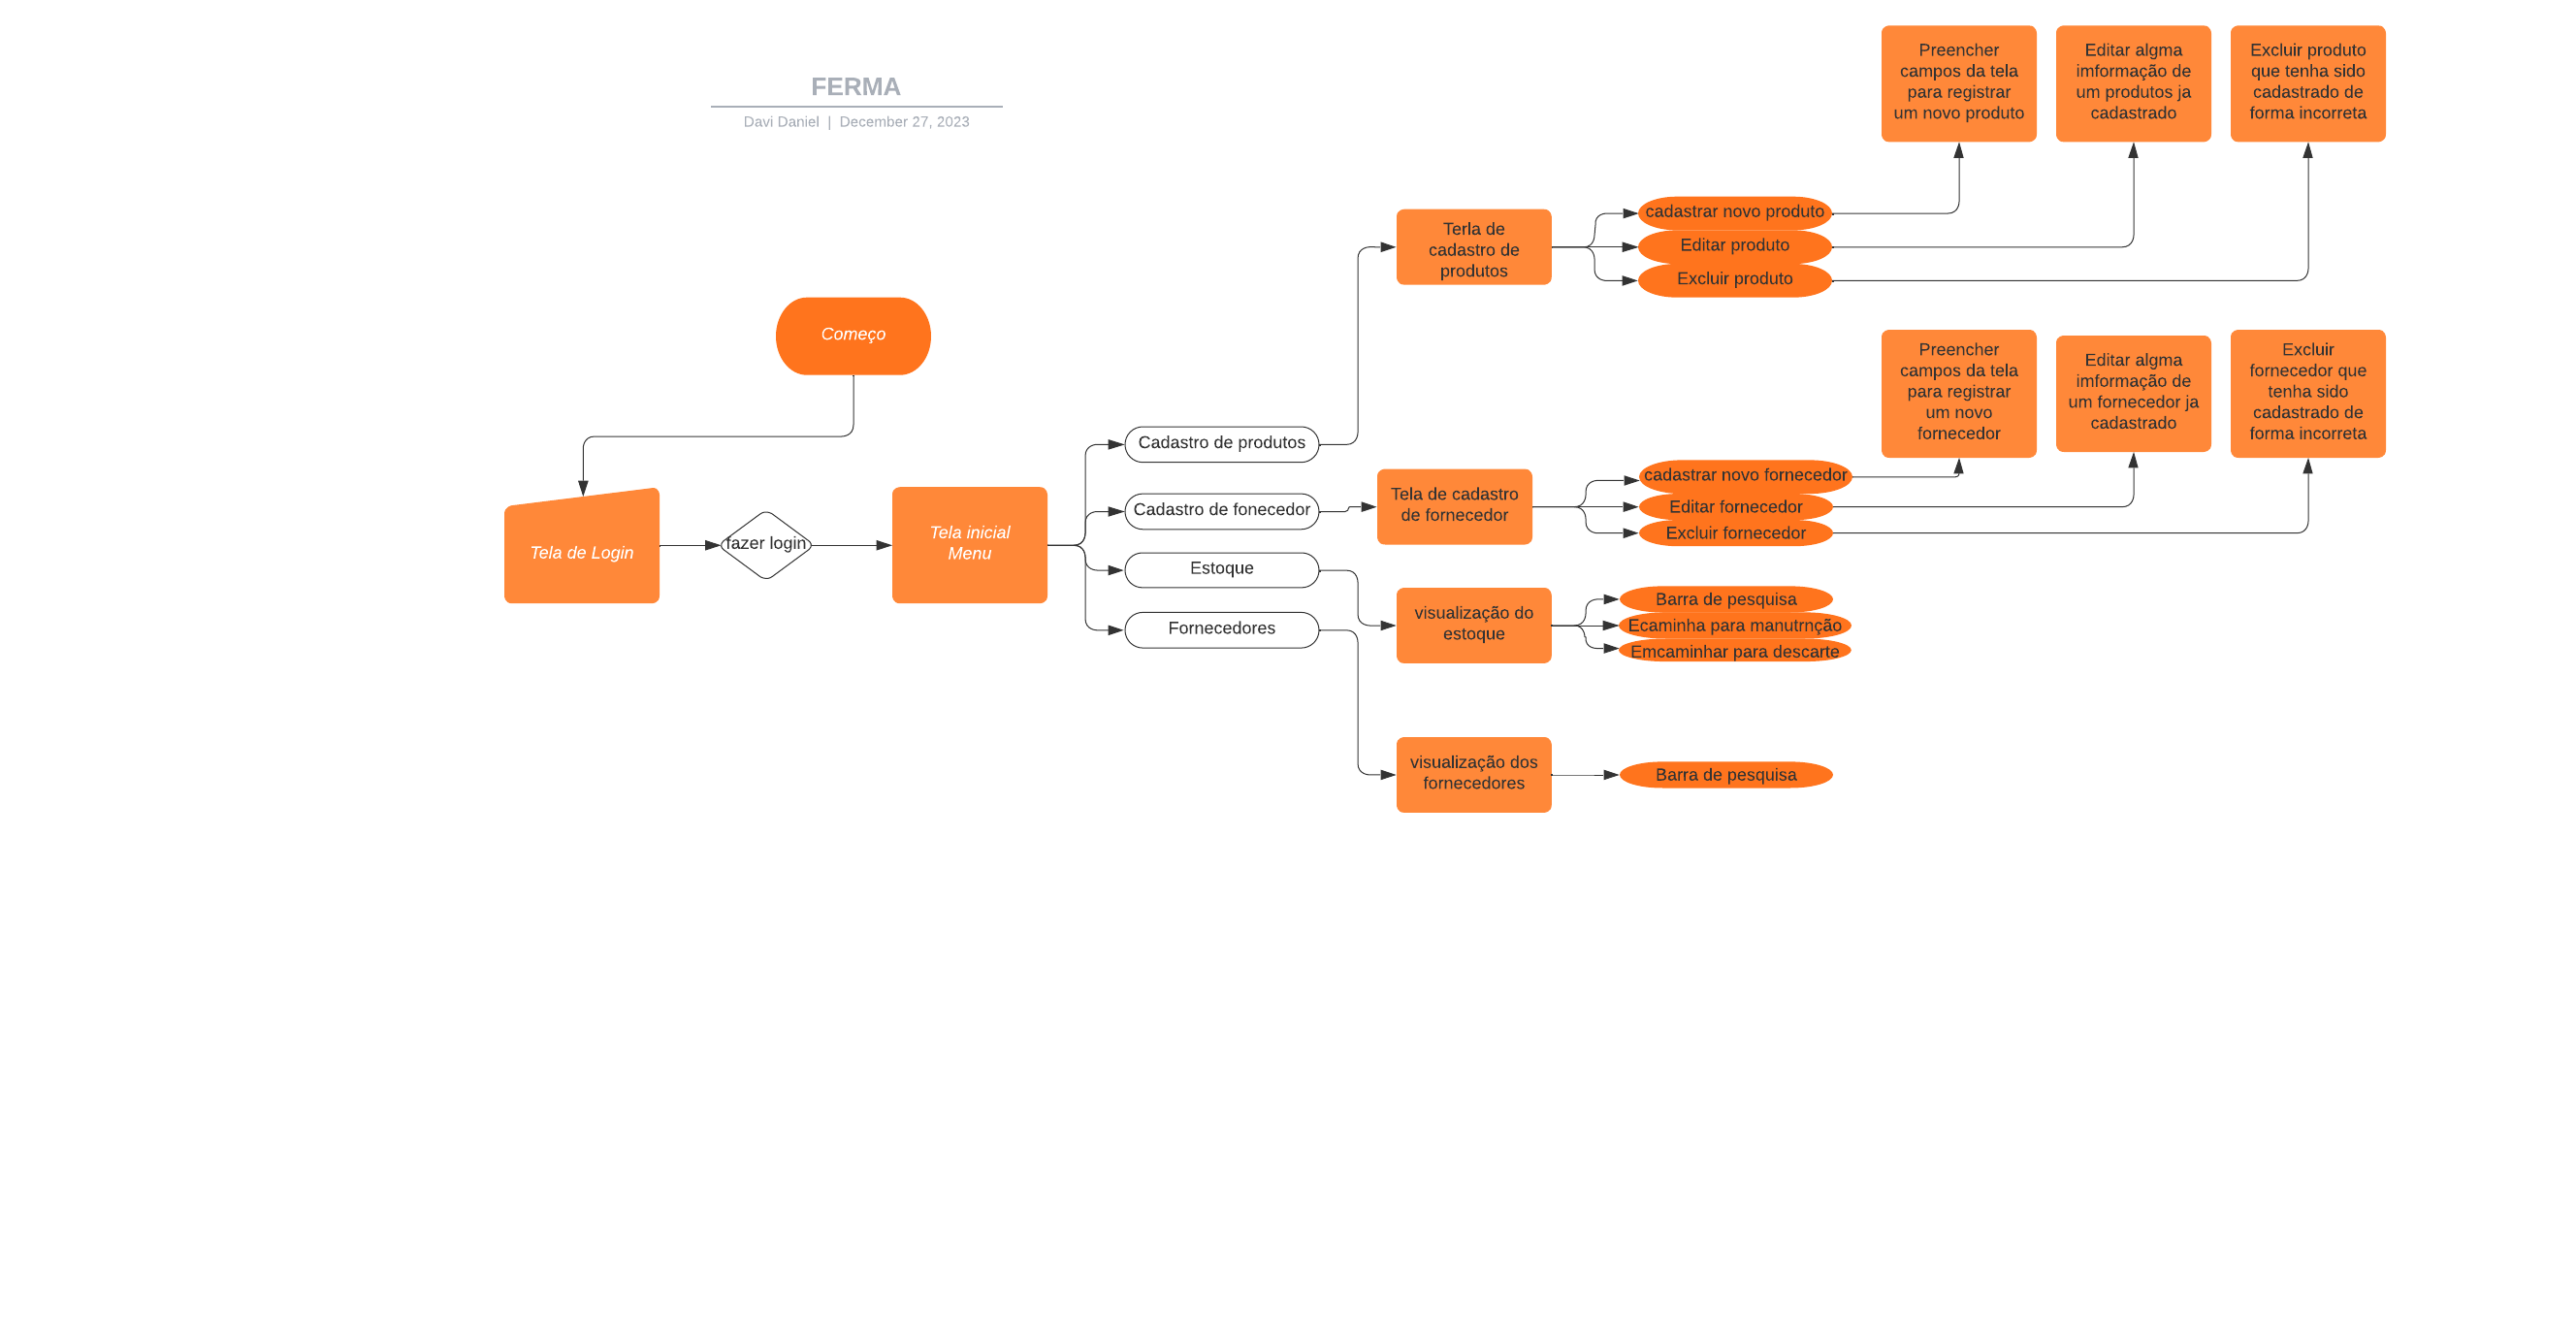 FERMA
Davi Daniel | December 27, 2023
Começo
Tela de Login
fazer login
Tela inicial
Menu
Cadastro de produtos
Cadastro de fonecedor
Estoque
Fornecedores
Terla de
cadastro de
produtos
cadastrar novo produto
Editar produto
Excluir produto
Preencher
campos da tela
para registrar
um novo produto
Editar algma
imformação de
um produtos ja
cadastrado
Excluir produto
que tenha sido
cadastrado de
forma incorreta
Tela de cadastro
de fornecedor
cadastrar novo fornecedor
Editar fornecedor
Excluir fornecedor
Preencher
campos da tela
para registrar
um novo
fornecedor
Editar algma
imformação de
um fornecedor ja
cadastrado
Excluir
fornecedor que
tenha sido
cadastrado de
forma incorreta
visualização do
estoque
Barra de pesquisa
Ecaminha para manutrnção
Emcaminhar para descarte
visualização dos
fornecedores
Barra de pesquisa